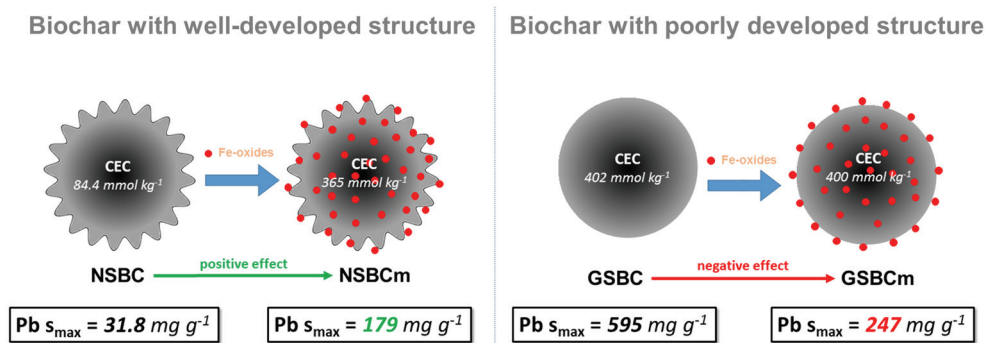 Biochar with well-developed structure
CEC
84.4 mmol kg-1
Fe-oxides
CEC
365 mmol kg-1
NSBC
positive effect
NSBCm
Pb smax = 31.8 mg g-1
Pb smax = 179 mg g-1
Biochar with poorly developed structure
CEC
402 mmol kg-1
Fe-oxides
CEC
400 mmol kg-1
GSBC
negative effect
GSBCm
Pb smax = 595 mg g-1
Pb smax = 247 mg g-1